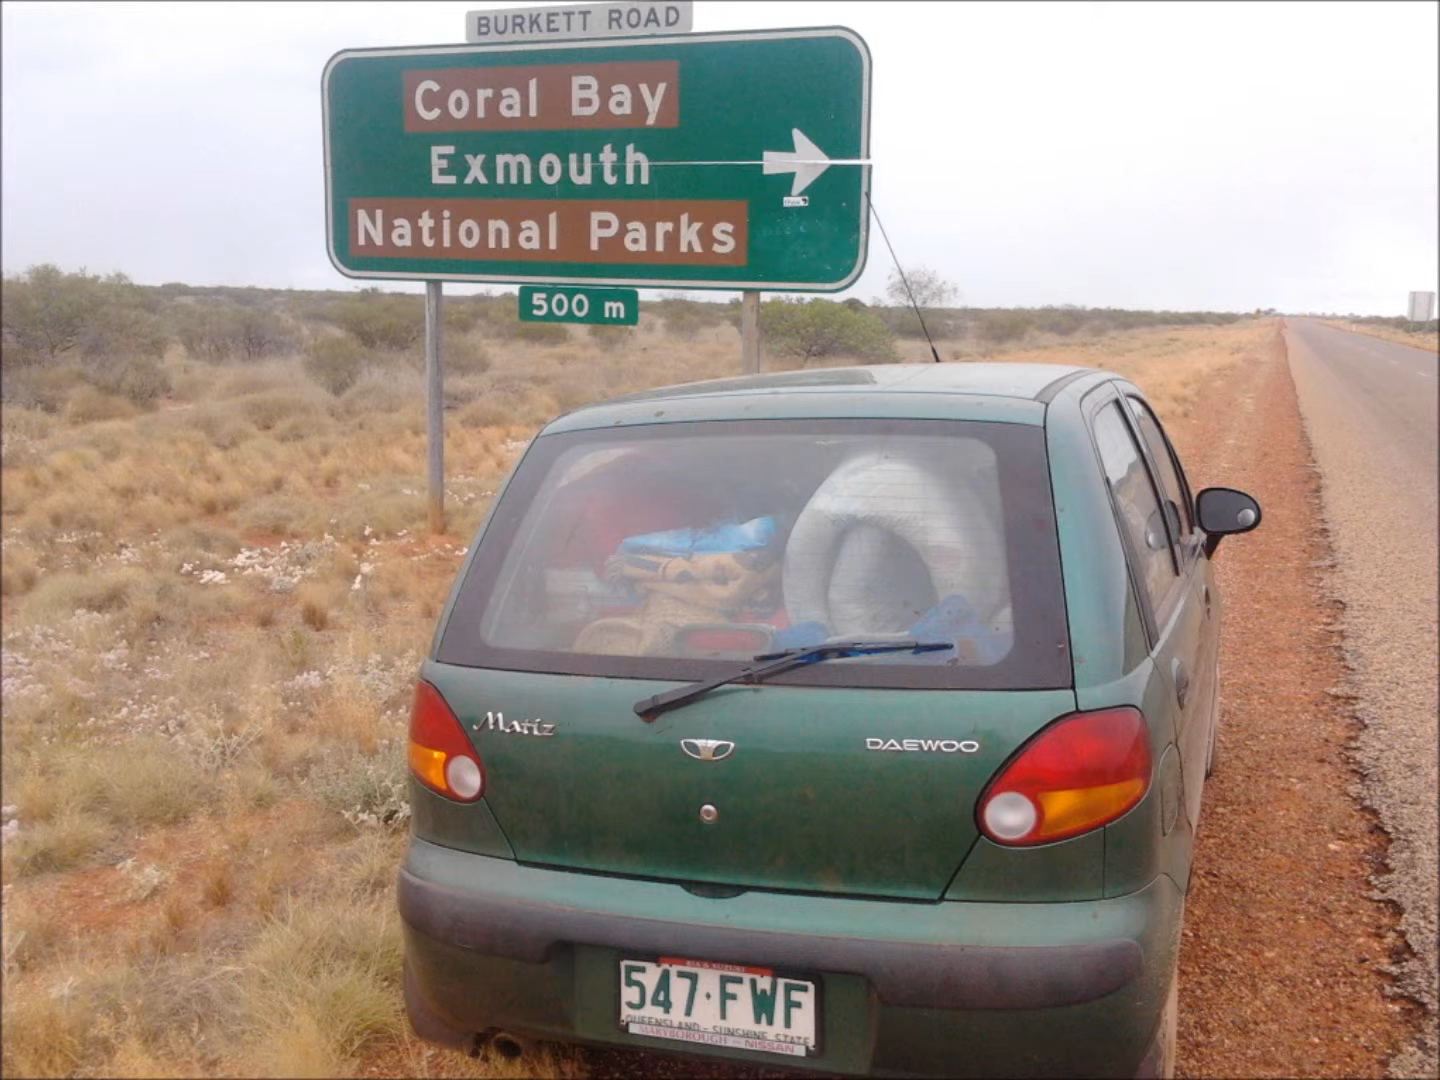 BURKETT ROAD
Coral Bay
Exmouth
National Parks
500 m
Matiz
DAEWOO
547·FWF
QUEENSLAND - SUNSHINE STATE
MARYBOROUGH - NISSAN